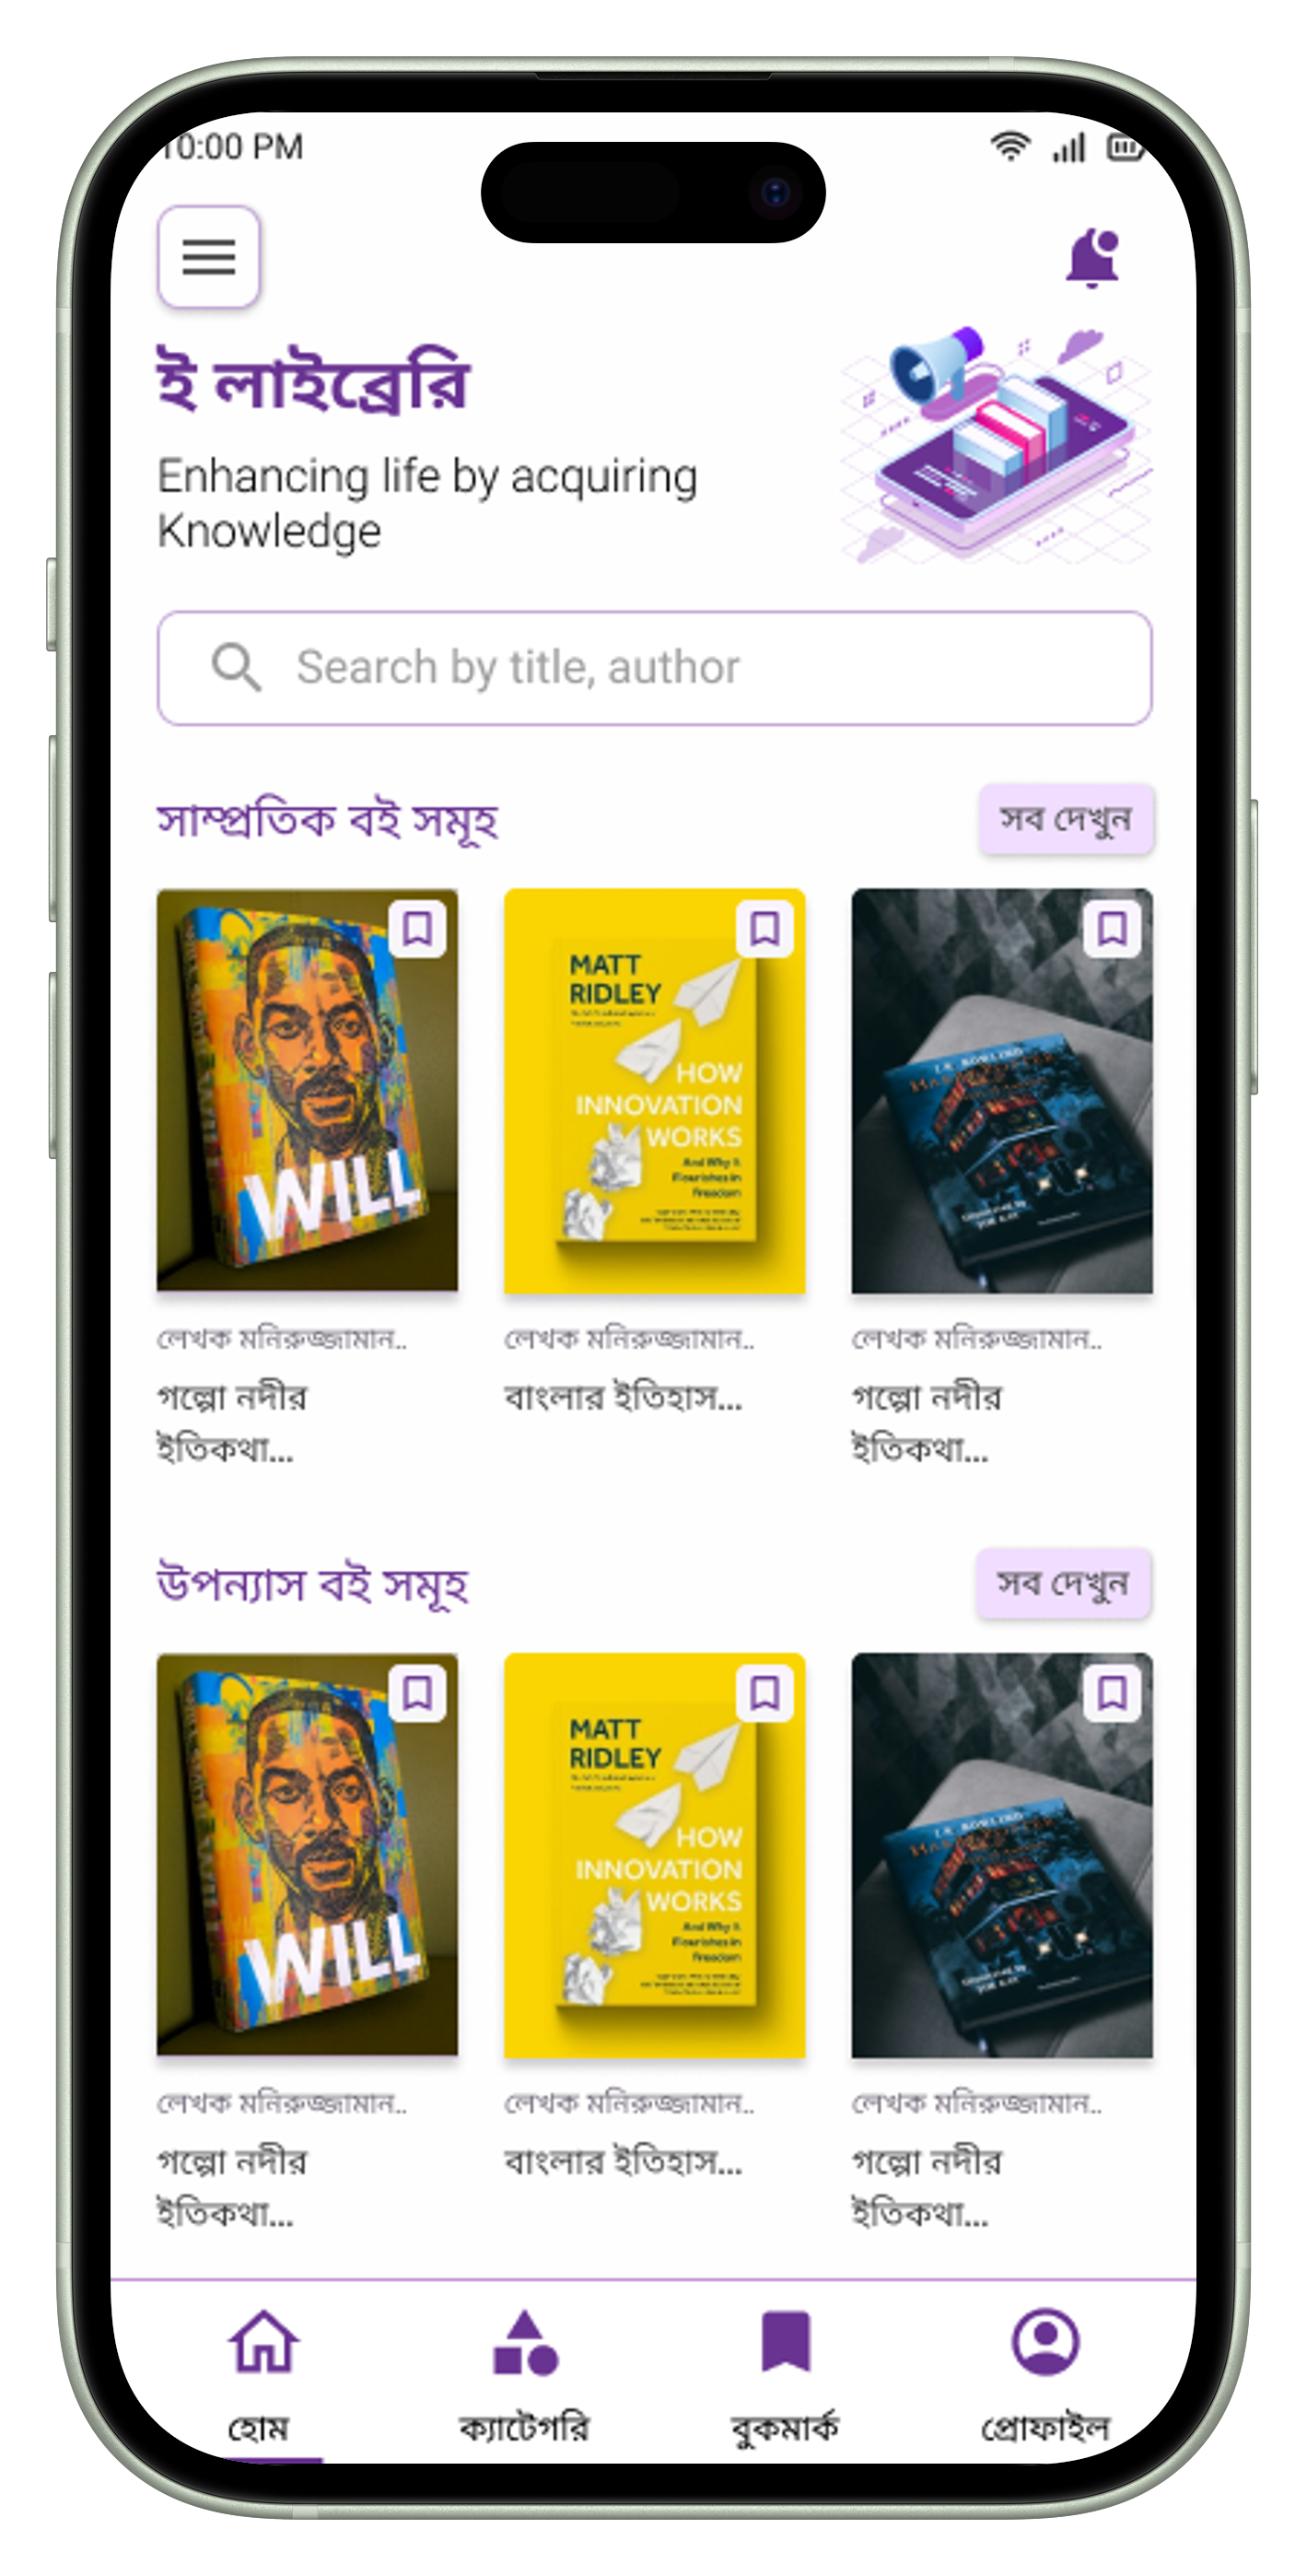 10:00 PM
ই লাইব্রেরি
Enhancing life by acquiring
Knowledge
Search by title, author
সাম্প্রতিক বই সমূহ
সব দেখুন
WILL
MATT
RIDLEY
HOW
INNOVATION
WORKS
And Why It
Flourishes in
Freedom
J.K. ROWLING
লেখক মনিরুজ্জামান..
লেখক মনিরুজ্জামান..
লেখক মনিরুজ্জামান..
গল্পো নদীর
ইতিকথা...
বাংলার ইতিহাস...
গল্পো নদীর
ইতিকথা...
উপন্যাস বই সমূহ
সব দেখুন
WILL
MATT
RIDLEY
HOW
INNOVATION
WORKS
And Why It
Flourishes in
Freedom
J.K. ROWLING
লেখক মনিরুজ্জামান..
লেখক মনিরুজ্জামান..
লেখক মনিরুজ্জামান..
গল্পো নদীর
ইতিকথা...
বাংলার ইতিহাস...
গল্পো নদীর
ইতিকথা...
হোম
ক্যাটেগরি
বুকমার্ক
প্রোফাইল